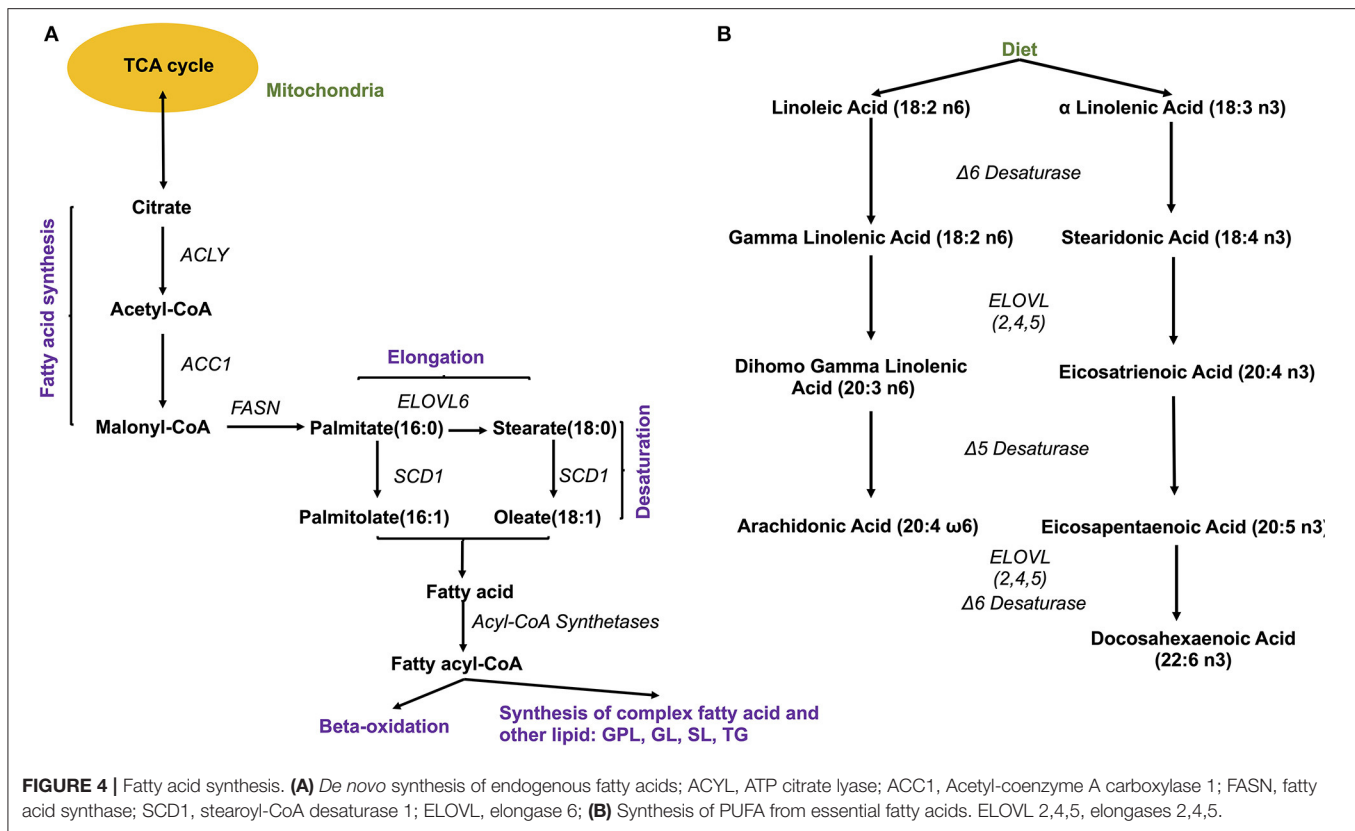 A
TCA cycle
Mitochondria
Citrate
ACLY
Acetyl-CoA
ACC1
Malonyl-CoA
Fatty acid synthesis
FASN
Elongation
ELOVL6
Palmitate(16:0)
Stearate(18:0)
SCD1
SCD1
Desaturation
Palmitolate(16:1)
Oleate(18:1)
Fatty acid
Acyl-CoA Synthetases
Fatty acyl-CoA
Beta-oxidation
Synthesis of complex fatty acid and
other lipid: GPL, GL, SL, TG
B
Diet
Linoleic Acid (18:2 n6)
α Linolenic Acid (18:3 n3)
Δ6 Desaturase
Gamma Linolenic Acid (18:2 n6)
Stearidonic Acid (18:4 n3)
ELOVL
(2,4,5)
Dihomo Gamma Linolenic
Acid (20:3 n6)
Eicosatrienoic Acid (20:4 n3)
Δ5 Desaturase
Arachidonic Acid (20:4 ω6)
Eicosapentaenoic Acid (20:5 n3)
ELOVL
(2,4,5)
Δ6 Desaturase
Docosahexaenoic Acid
(22:6 n3)
FIGURE 4 | Fatty acid synthesis. (A) De novo synthesis of endogenous fatty acids; ACYL, ATP citrate lyase; ACC1, Acetyl-coenzyme A carboxylase 1; FASN, fatty
acid synthase; SCD1, stearoyl-CoA desaturase 1; ELOVL, elongase 6; (B) Synthesis of PUFA from essential fatty acids. ELOVL 2,4,5, elongases 2,4,5.